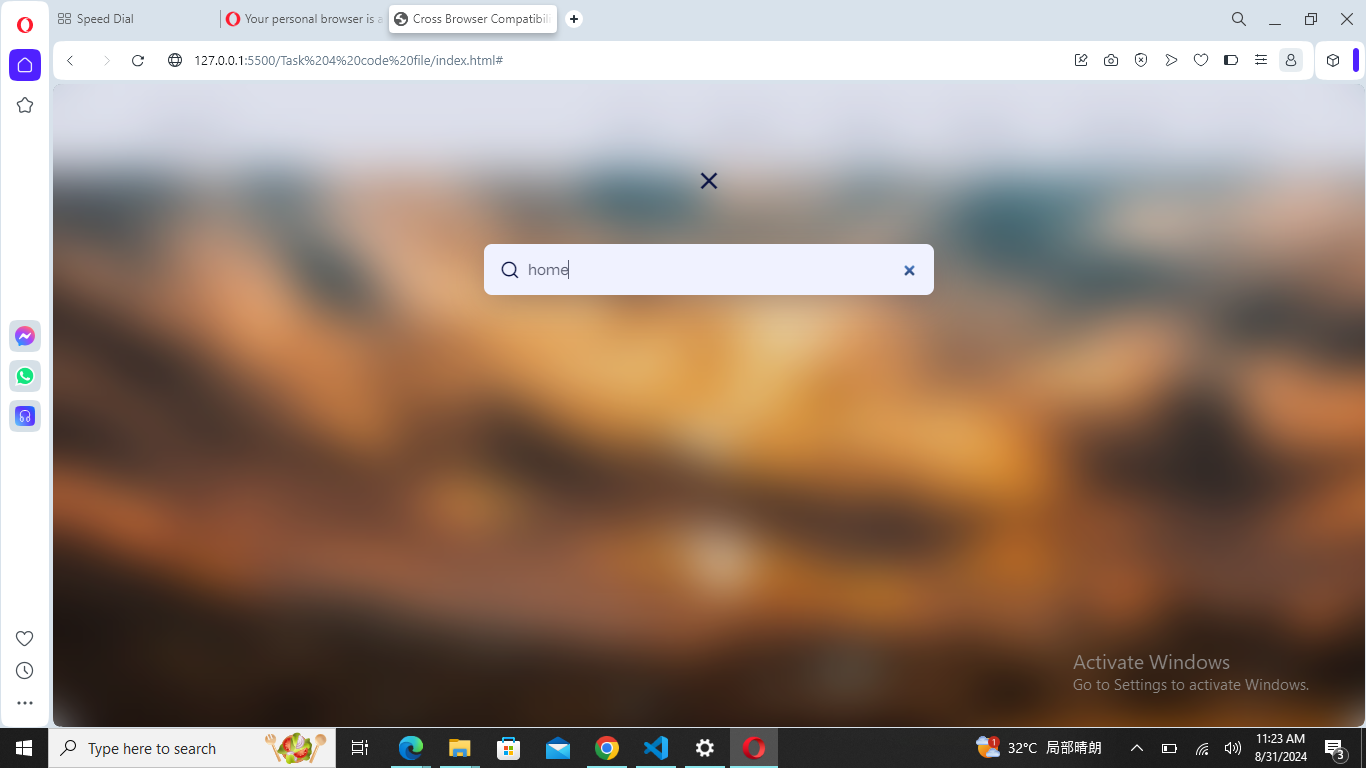 Speed Dial
Your personal browser is a
Cross Browser Compatibili
127.0.0.1:5500/Task%204%20code%20file/index.html#
home
Activate Windows
Go to Settings to activate Windows.
Type here to search
1
32°C 局部晴朗
11:23 AM
8/31/2024
3